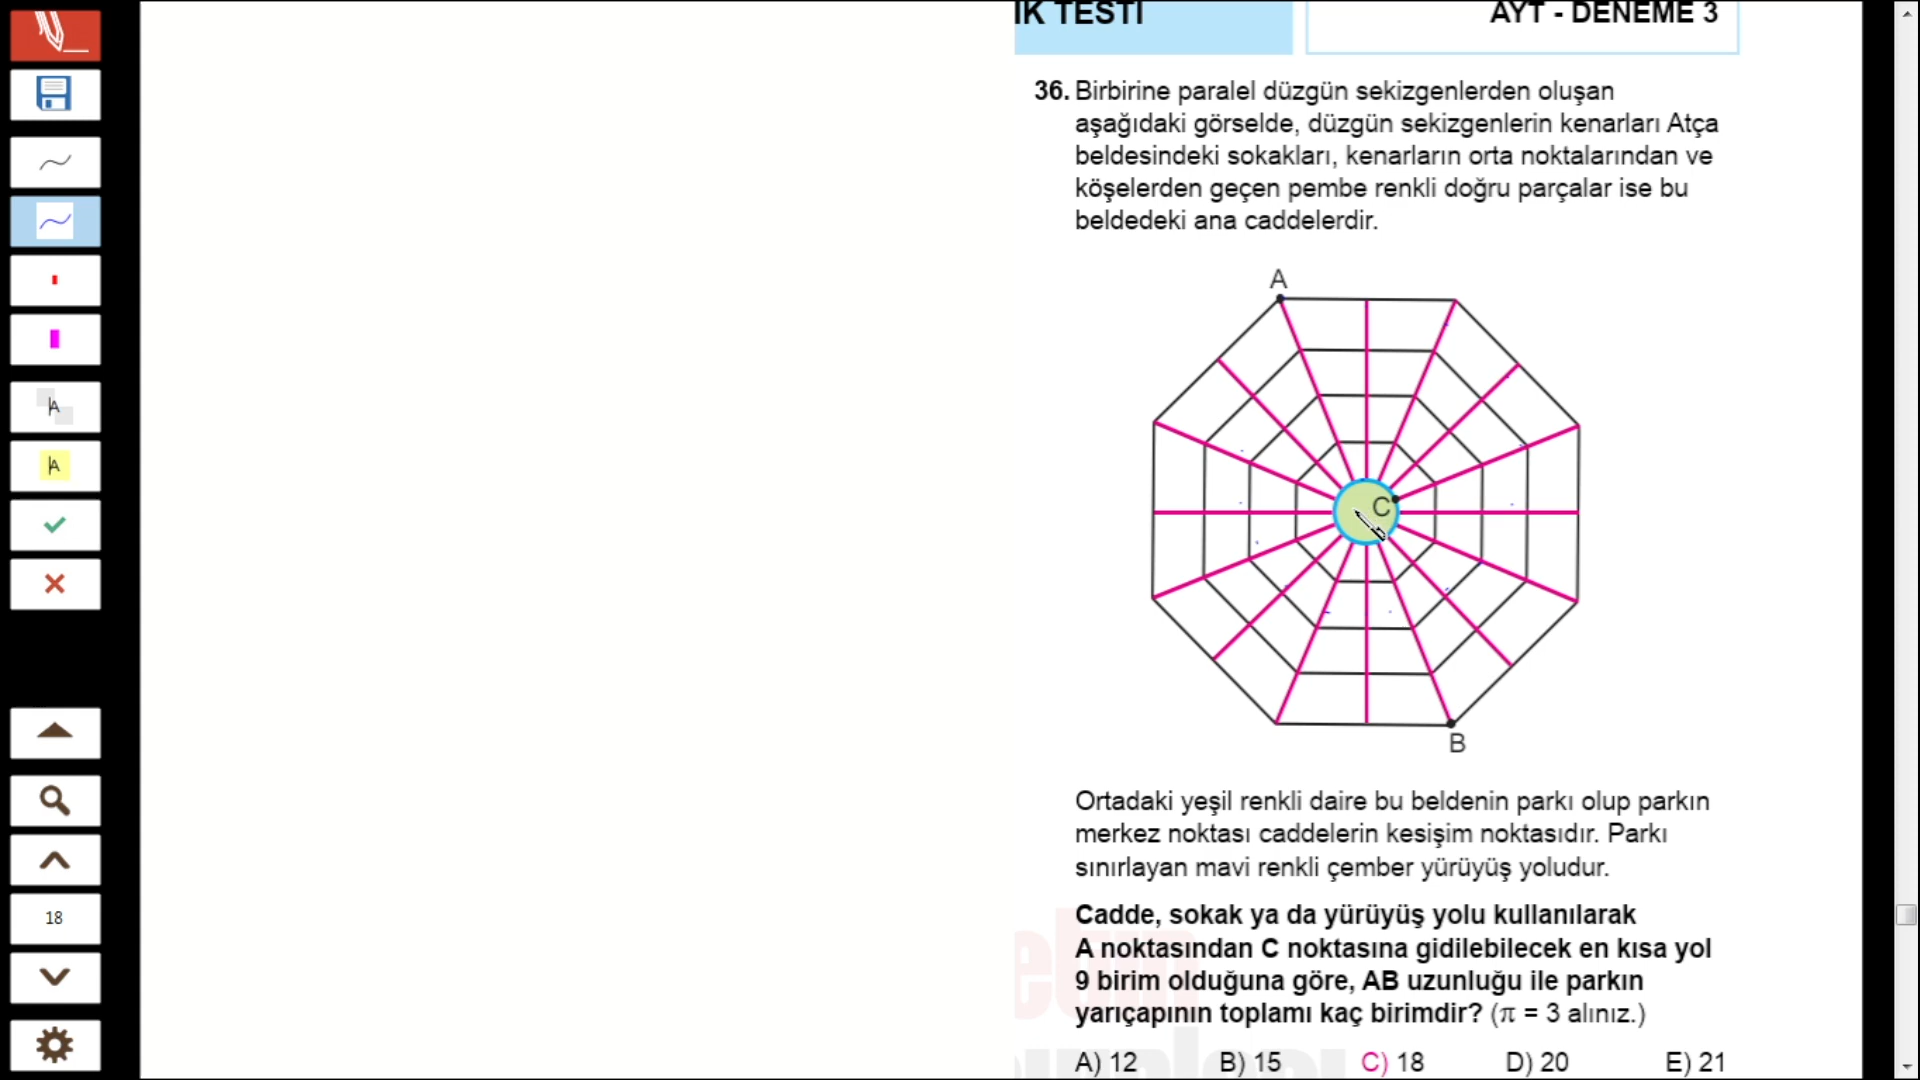 IK TESTİ
AYT - DENEME 3
36. Birbirine paralel düzgün sekizgenlerden oluşan
aşağıdaki görselde, düzgün sekizgenlerin kenarları Atça
beldesindeki sokakları, kenarların orta noktalarından ve
köşelerden geçen pembe renkli doğru parçalar ise bu
beldedeki ana caddelerdir.
A
C
B
Ortadaki yeşil renkli daire bu beldenin parkı olup parkın
merkez noktası caddelerin kesişim noktasıdır. Parkı
sınırlayan mavi renkli çember yürüyüş yoludur.
Cadde, sokak ya da yürüyüş yolu kullanılarak
A noktasından C noktasına gidilebilecek en kısa yol
9 birim olduğuna göre, AB uzunluğu ile parkın
yarıçapının toplamı kaç birimdir? (π = 3 alınız.)
A) 12 B) 15 C) 18 D) 20 E) 21
A
A
18